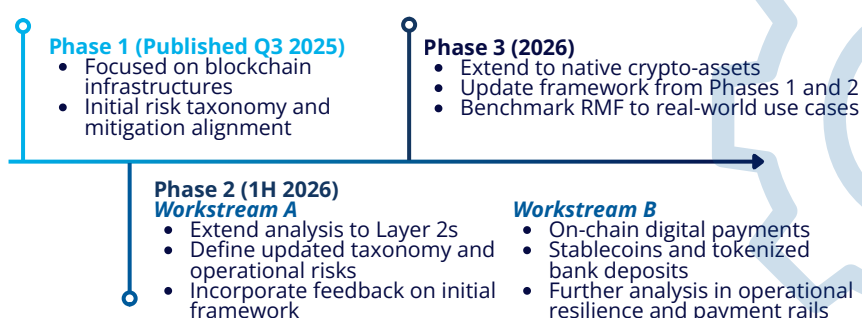 Phase 1 (Published Q3 2025)
• Focused on blockchain
infrastructures
• Initial risk taxonomy and
mitigation alignment
Phase 3 (2026)
• Extend to native crypto-assets
• Update framework from Phases 1 and 2
• Benchmark RMF to real-world use cases
Phase 2 (1H 2026)
Workstream A
• Extend analysis to Layer 2s
• Define updated taxonomy and
operational risks
• Incorporate feedback on initial
framework
Workstream B
• On-chain digital payments
• Stablecoins and tokenized
bank deposits
• Further analysis in operational
resilience and payment rails